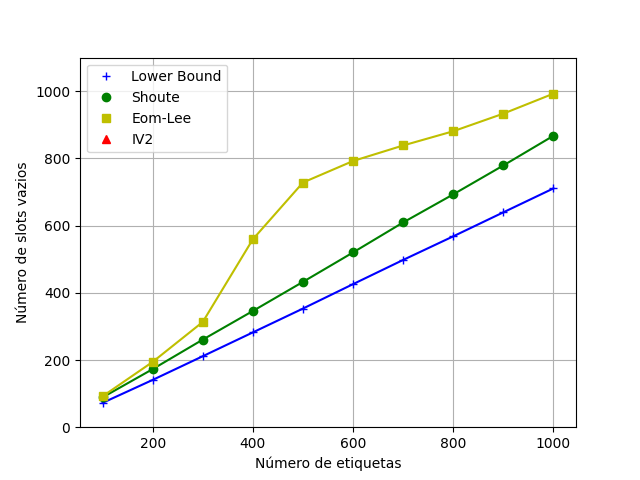 Lower Bound
Shoute
Eom-Lee
IV2
1000
800
600
400
200
0
Número de slots vazios
200 400 600 800 1000
Número de etiquetas